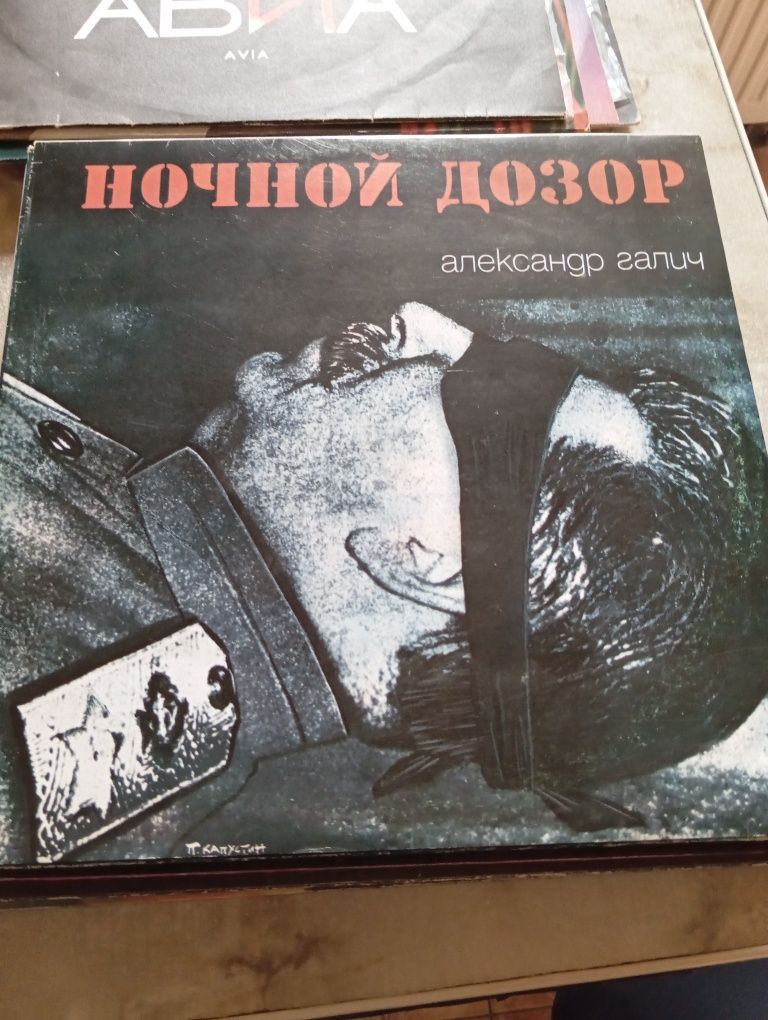 АВИА
AVIA
НОЧНОЙ ДОЗОР
александр галич
П. КАПУСТИН